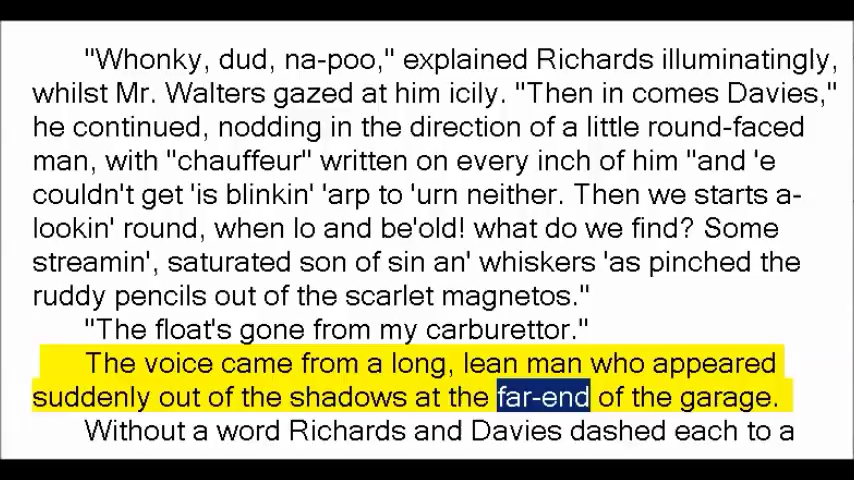 "Whonky, dud, na-poo," explained Richards illuminatingly,
whilst Mr. Walters gazed at him icily. "Then in comes Davies,"
he continued, nodding in the direction of a little round-faced
man, with "chauffeur" written on every inch of him "and 'e
couldn't get 'is blinkin' 'arp to 'urn neither. Then we starts a-
lookin' round, when lo and be'old! what do we find? Some
streamin', saturated son of sin an' whiskers 'as pinched the
ruddy pencils out of the scarlet magnetos."
"The float's gone from my carburettor."
The voice came from a long, lean man who appeared
suddenly out of the shadows at the far-end of the garage.
Without a word Richards and Davies dashed each to a